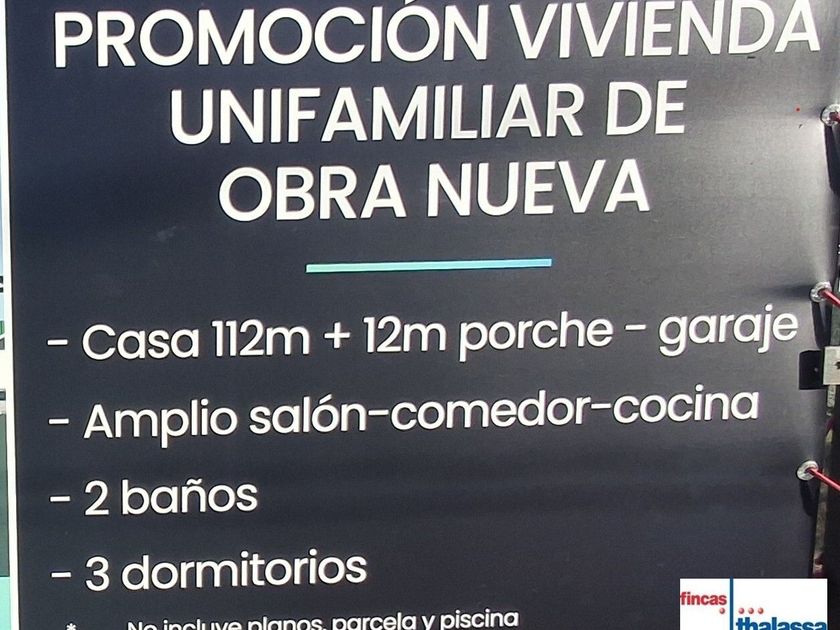 PROMOCIÓN VIVIENDA
UNIFAMILIAR DE
OBRA NUEVA
- Casa 112m + 12m porche - garaje
- Amplio salón-comedor-cocina
- 2 baños
- 3 dormitorios
* No incluye planos, parcela y piscina
fincas
thalassa